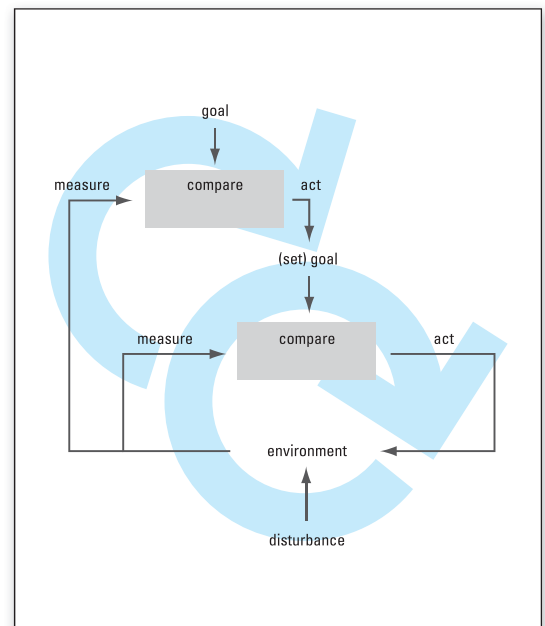 goal
measure
compare
act
(set) goal
measure
compare
act
environment
disturbance